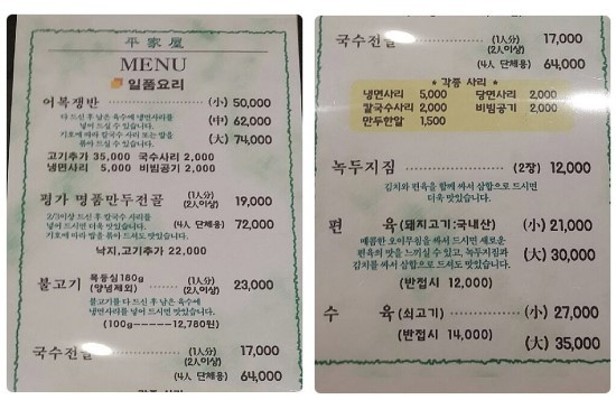 平家屋
MENU
일품요리
어복쟁반 (小) 50,000
다 드신 후 남은 육수에 냉면사리를
넣어 드실 수 있습니다. (中) 62,000
기호에 따라 칼국수 사리 또는 밥을
볶아 드실 수 있습니다. (大) 74,000
고기추가 35,000 국수사리 2,000
냉면사리 5,000 비빔공기 2,000
평가 명품만두전골 (1人分) (2人이상) 19,000
2/3이상 드신 후 칼국수 사리를
넣어 드시면 더욱 맛있습니다. (4人 단체용) 72,000
기호에 따라 밥을 볶아 드셔도 맛있습니다.
낙지,고기추가 22,000
불고기 목등심180g (양념제외) (1人分) (2人이상) 23,000
불고기를 다 드신 후 남은 육수에
냉면사리를 넣어 드시면 맛있습니다.
(100g-----12,780원)
국수전골 (1人分) (2人이상) 17,000
(4人 단체용) 64,000
국수전골 (1人分) (2人이상) 17,000
(4人 단체용) 64,000
* 각종 사리 *
냉면사리 5,000 당면사리 2,000
칼국수사리 2,000 비빔공기 2,000
만두한알 1,500
녹두지짐 (2장) 12,000
김치와 편육을 함께 싸서 삼합으로 드시면
더욱 맛있습니다.
편 육 (돼지고기:국내산) (小) 21,000
매콤한 오이무침을 싸서 드시면 새로운
편육의 맛을 느끼실 수 있고, 녹두지짐과 (大) 30,000
김치를 싸서 삼합으로 드셔도 맛있습니다.
(반접시 12,000)
수 육 (쇠고기) (小) 27,000
(반접시 14,000) (大) 35,000